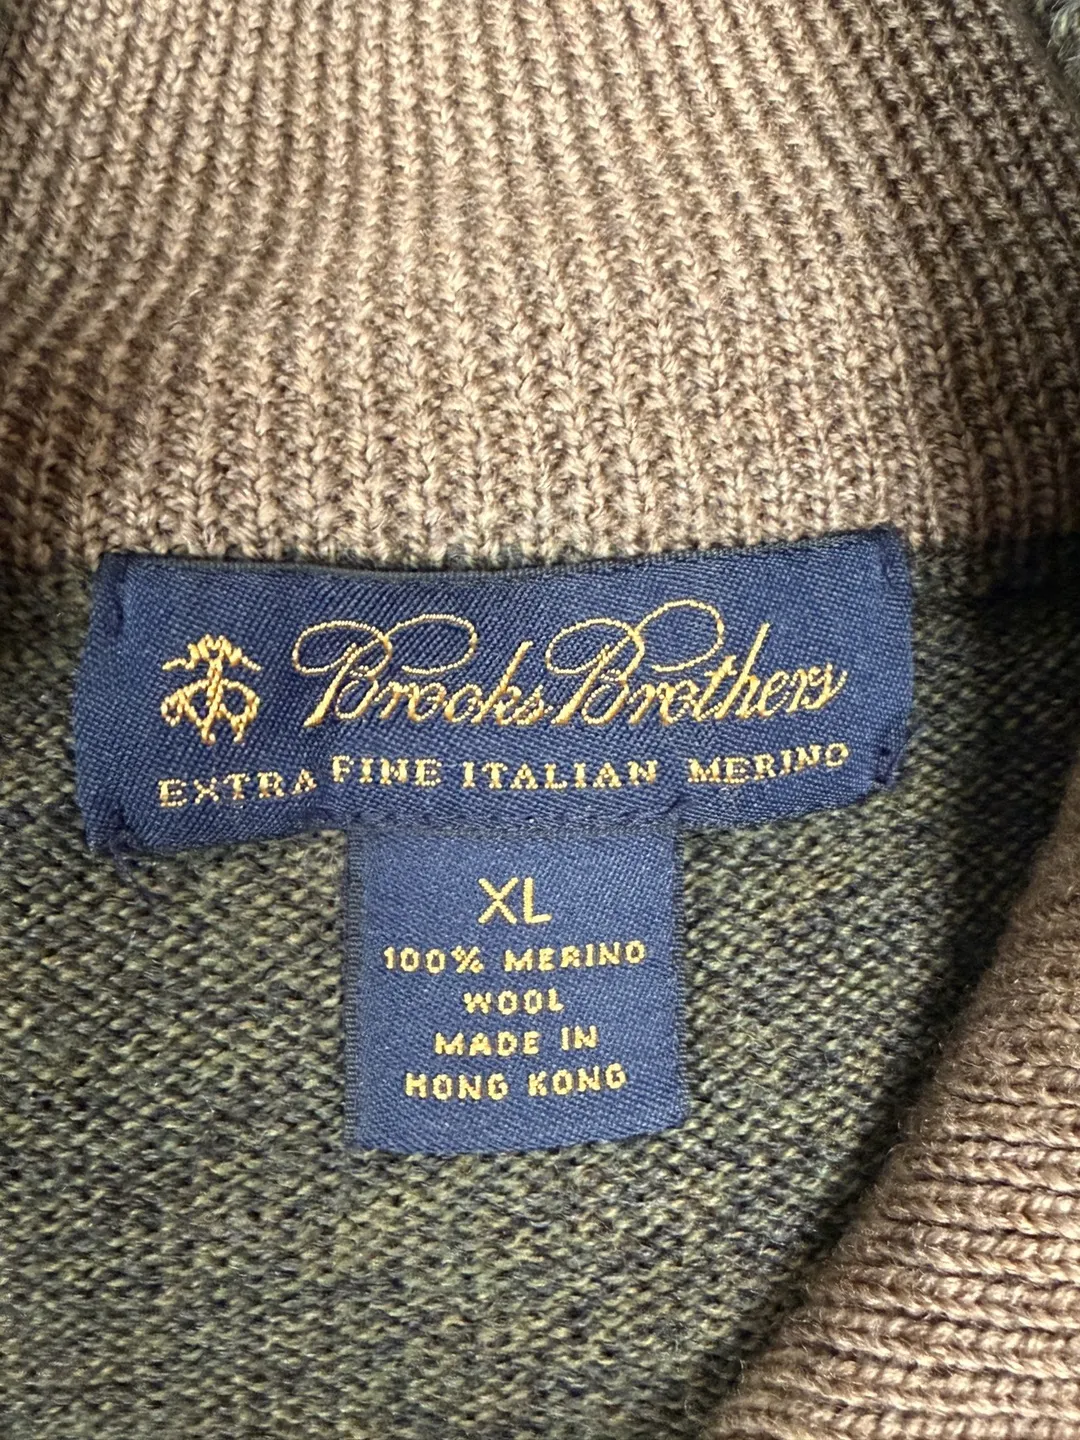 Brooks Brothers
EXTRA FINE ITALIAN MERINO
XL
100% MERINO
WOOL
MADE IN
HONG KONG